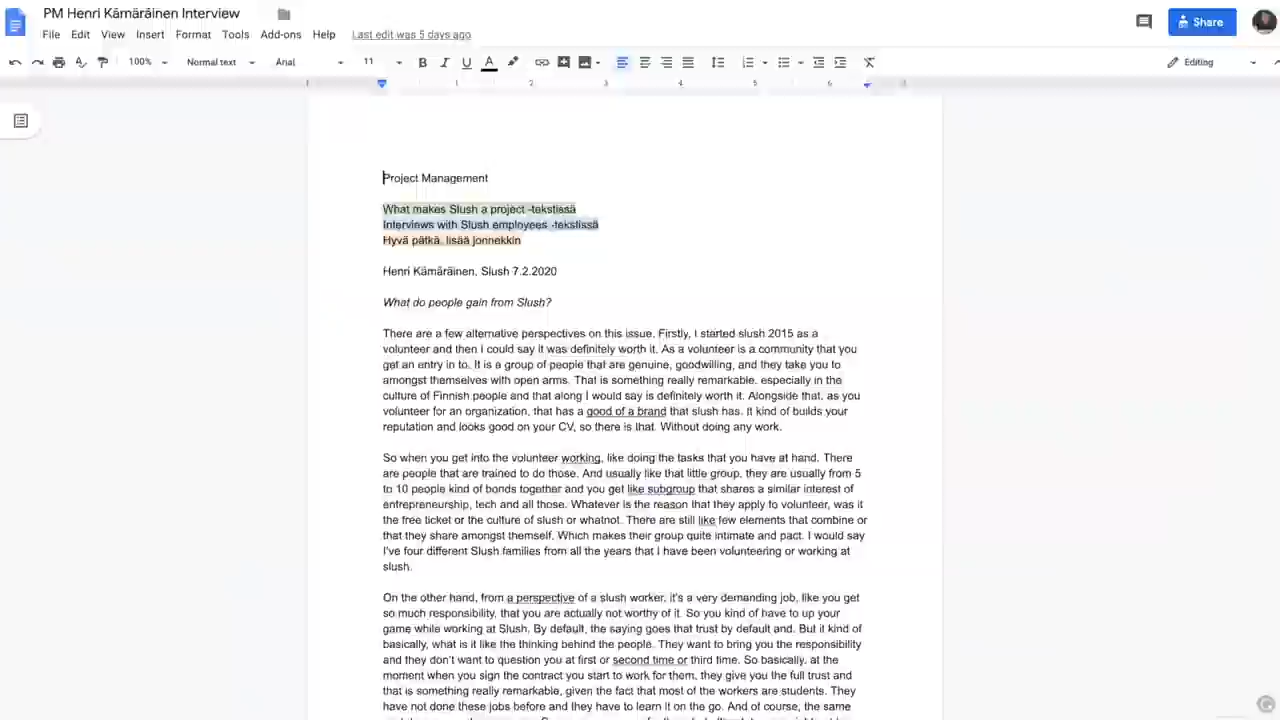 PM Henri Kämäräinen Interview
File Edit View Insert Format Tools Add-ons Help Last edit was 5 days ago
Share
100% Normal text Arial 11 B I U A Editing
1 2 3 4 5 6
Project Management
What makes Slush a project -tekstissä
Interviews with Slush employees -tekstissä
Hyvä pätkä, lisää jonnekkin
Henri Kämäräinen, Slush 7.2.2020
What do people gain from Slush?
There are a few alternative perspectives on this issue. Firstly, I started slush 2015 as a
volunteer and then I could say it was definitely worth it. As a volunteer is a community that you
get an entry in to. It is a group of people that are genuine, goodwilling, and they take you to
amongst themselves with open arms. That is something really remarkable, especially in the
culture of Finnish people and that along I would say is definitely worth it. Alongside that, as you
volunteer for an organization, that has a good of a brand that slush has. It kind of builds your
reputation and looks good on your CV, so there is that. Without doing any work.
So when you get into the volunteer working, like doing the tasks that you have at hand. There
are people that are trained to do those. And usually like that little group, they are usually from 5
to 10 people kind of bonds together and you get like subgroup that shares a similar interest of
entrepreneurship, tech and all those. Whatever is the reason that they apply to volunteer, was it
the free ticket or the culture of slush or whatnot. There are still like few elements that combine or
that they share amongst themself. Which makes their group quite intimate and pact. I would say
I've four different Slush families from all the years that I have been volunteering or working at
slush.
On the other hand, from a perspective of a slush worker, it's a very demanding job, like you get
so much responsibility, that you are actually not worthy of it. So you kind of have to up your
game while working at Slush. By default, the saying goes that trust by default and. But it kind of
basically, what is it like the thinking behind the people. They want to bring you the responsibility
and they don't want to question you at first or second time or third time. So basically, at the
moment when you sign the contract you start to work for them, they give you the full trust and
that is something really remarkable, given the fact that most of the workers are students. They
have not done these jobs before and they have to learn it on the go. And of course, the same